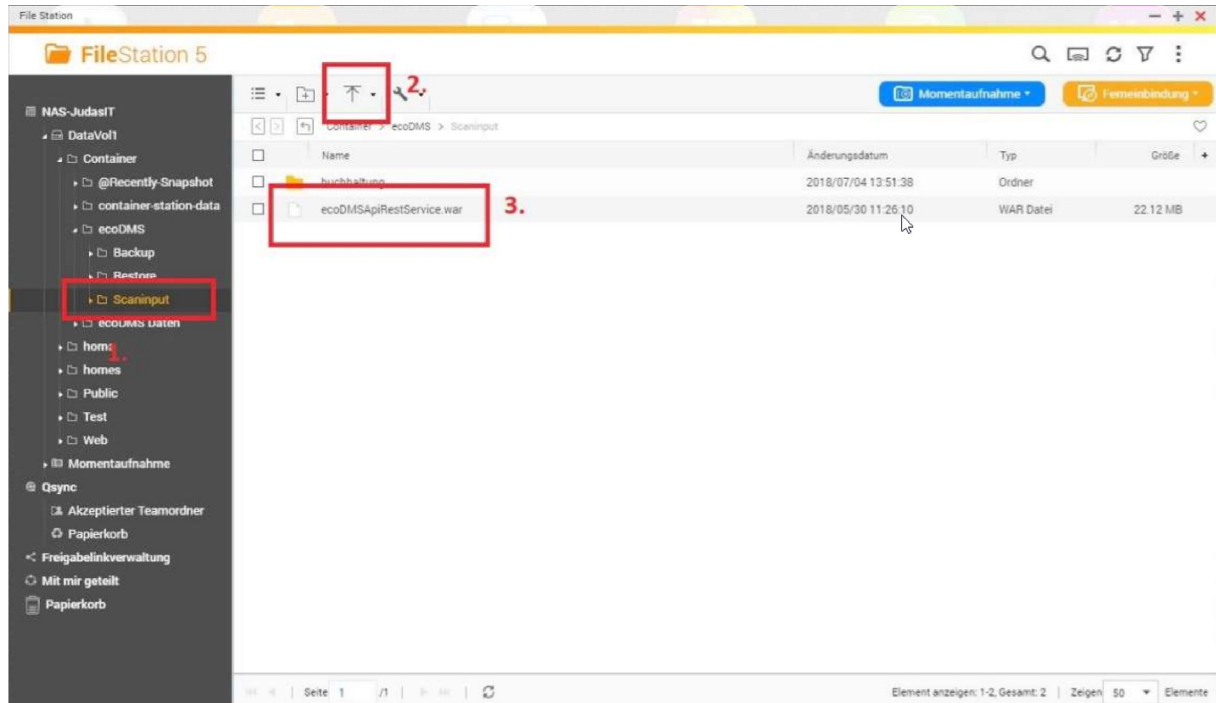 File Station
FileStation 5
2.
Momentaufnahme
Ferneinbindung
Container > ecoDMS > Scaninput
Name Änderungsdatum Typ Größe
buchhaltung 2018/07/04 13:51:38 Ordner
ecoDMSApiRestService.war 2018/05/30 11:26:10 WAR Datei 22.12 MB
3.
NAS-JudasIT
DataVol1
Container
@Recently-Snapshot
container-station-data
ecoDMS
Backup
Restore
Scaninput
ecoDMS Daten
home
1.
homes
Public
Test
Web
Momentaufnahme
Qsync
Akzeptierter Teamordner
Papierkorb
Freigabelinkverwaltung
Mit mir geteilt
Papierkorb
Seite 1 /1
Element anzeigen: 1-2, Gesamt: 2 | Zeigen 50 Elemente